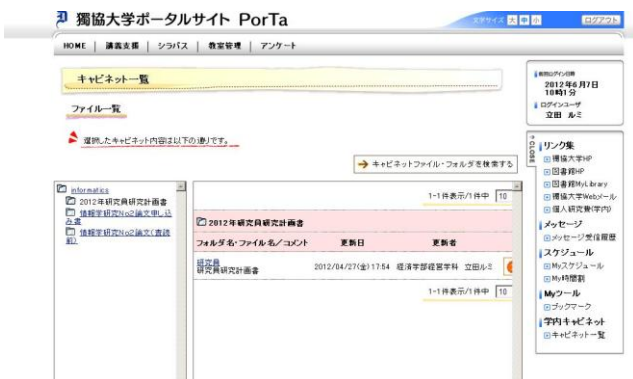 獨協大学ポータルサイト PorTa
文字サイズ 大 中 小
ログアウト
HOME | 講義支援 | シラバス | 教室管理 | アンケート
キャビネット一覧
ファイル一覧
選択したキャビネット内容は以下の通りです。
キャビネットファイル・フォルダを検索する
informatics
2012年研究員研究計画書
情報学研究No2論文申し込
み書
情報学研究No2論文(査読
前)
1-1件表示/1件中 10
2012年研究員研究計画書
フォルダ名・ファイル名/コメント 更新日 更新者
研究員
研究員研究計画書
2012/04/27(金)17:54 経済学部経営学科 立田ルミ
1-1件表示/1件中 10
前回ログイン日時
2012年6月7日
18時1分
ログインユーザ
立田 ルミ
CLOSE
リンク集
獨協大学HP
図書館HP
図書館MyLibrary
獨協大学Webメール
個人研究費(学内)
メッセージ
メッセージ受信履歴
スケジュール
Myスケジュール
My時間割
Myツール
ブックマーク
学内キャビネット
キャビネット一覧